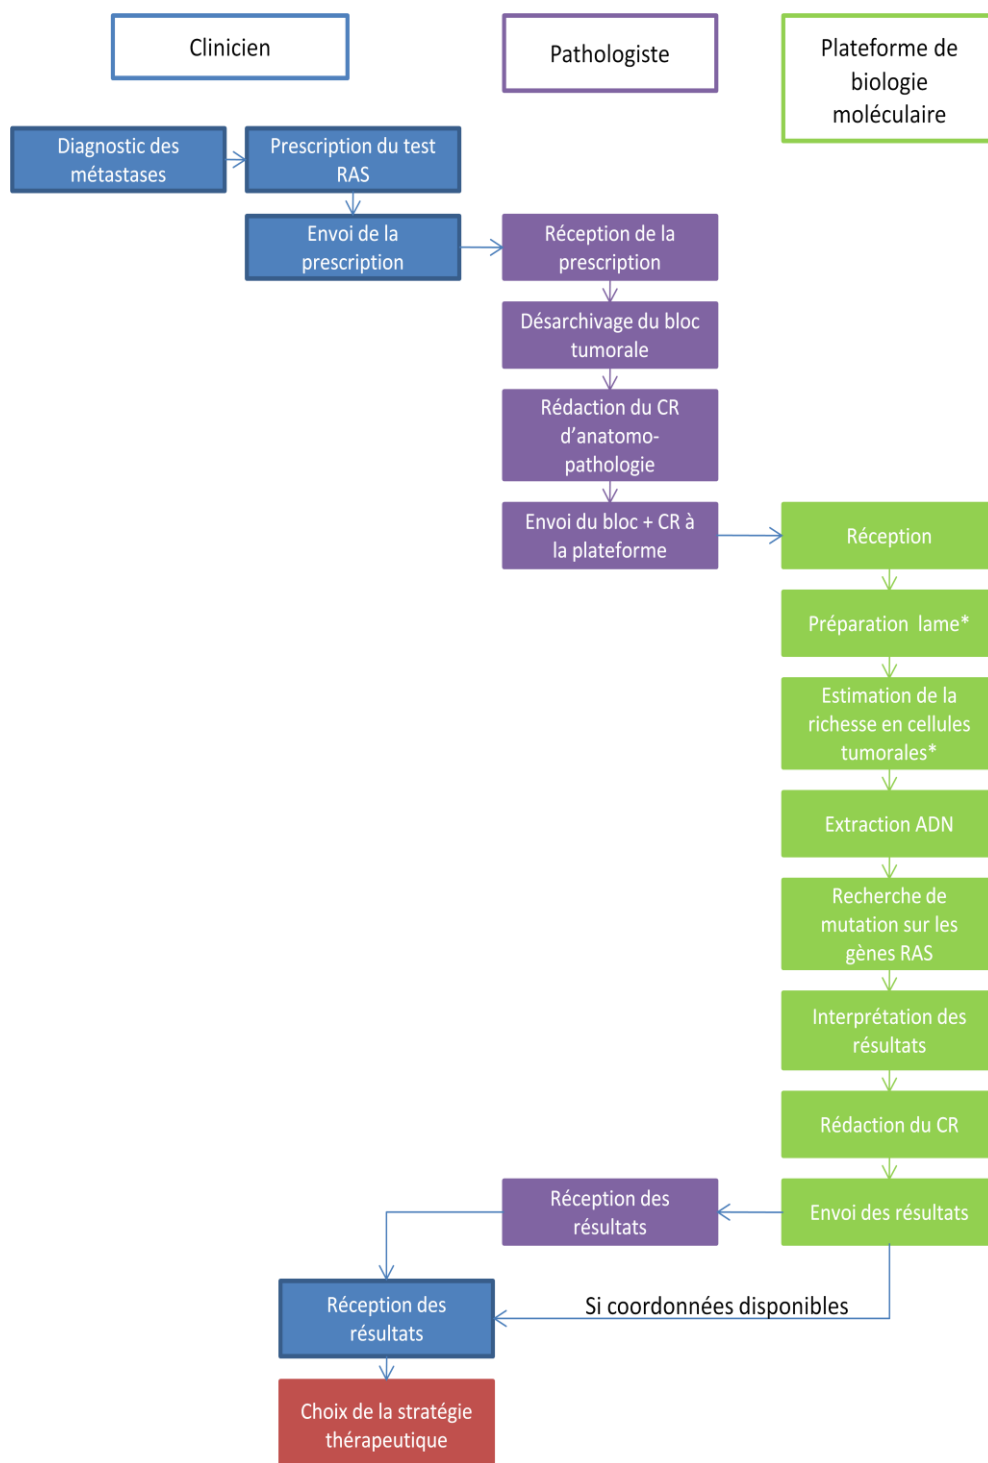 Clinicien
Pathologiste
Plateforme de
biologie
moléculaire
Diagnostic des
métastases
Prescription du test
RAS
Envoi de la
prescription
Réception de la
prescription
Désarchivage du bloc
tumorale
Rédaction du CR
d'anatomo-
pathologie
Envoi du bloc + CR à
la plateforme
Réception
Préparation lame*
Estimation de la
richesse en cellules
tumorales*
Extraction ADN
Recherche de
mutation sur les
gènes RAS
Interprétation des
résultats
Rédaction du CR
Envoi des résultats
Réception des
résultats
Si coordonnées disponibles
Réception des
résultats
Choix de la stratégie
thérapeutique